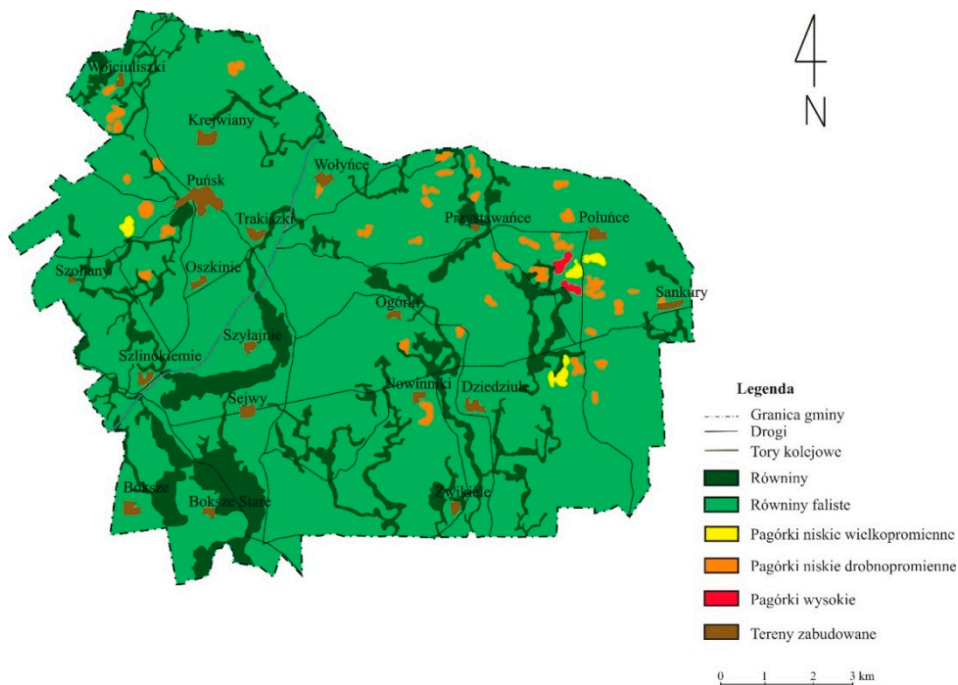 N
Wojciuliszki
Krejwiany
Wołyńce
Puńsk
Trakiszki
Przystawańce
Poluńce
Szołtany
Oszkinie
Sankury
Ogórki
Szyłajnie
Szlinokiemie
Nowinniki
Dziedziule
Sejwy
Boksze
Boksze Stare
Żwikiele
Legenda
Granica gminy
Drogi
Tory kolejowe
Równiny
Równiny faliste
Pagórki niskie wielkopromienne
Pagórki niskie drobnopromienne
Pagórki wysokie
Tereny zabudowane
0 1 2 3 km